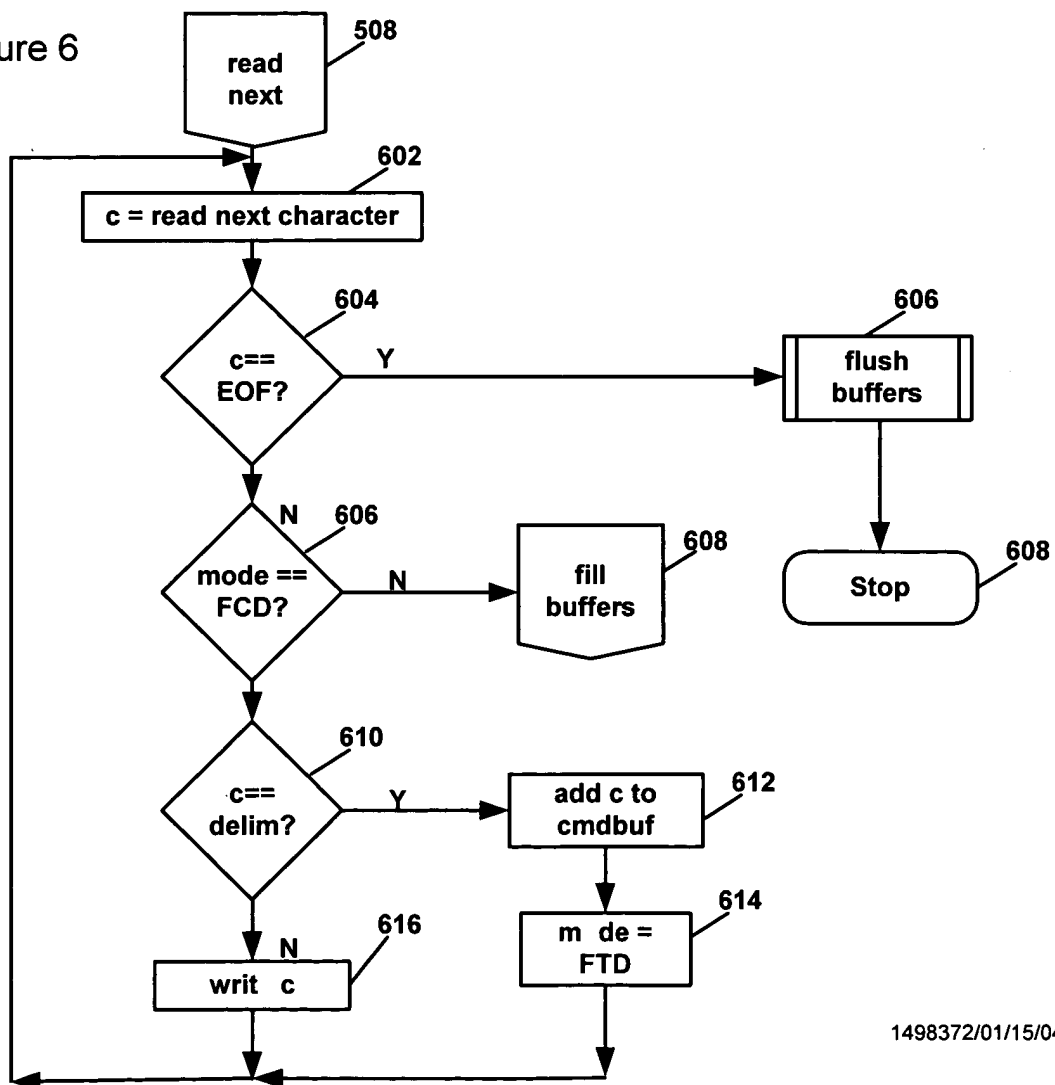 ure 6
508
read
next
602
c = read next character
604
c==
EOF?
Y
606
flush
buffers
N
606
mode ==
FCD?
N
608
fill
buffers
608
Stop
610
c==
delim?
Y
add c to
cmdbuf
612
614
m de =
FTD
N
616
writ c
1498372/01/15/04